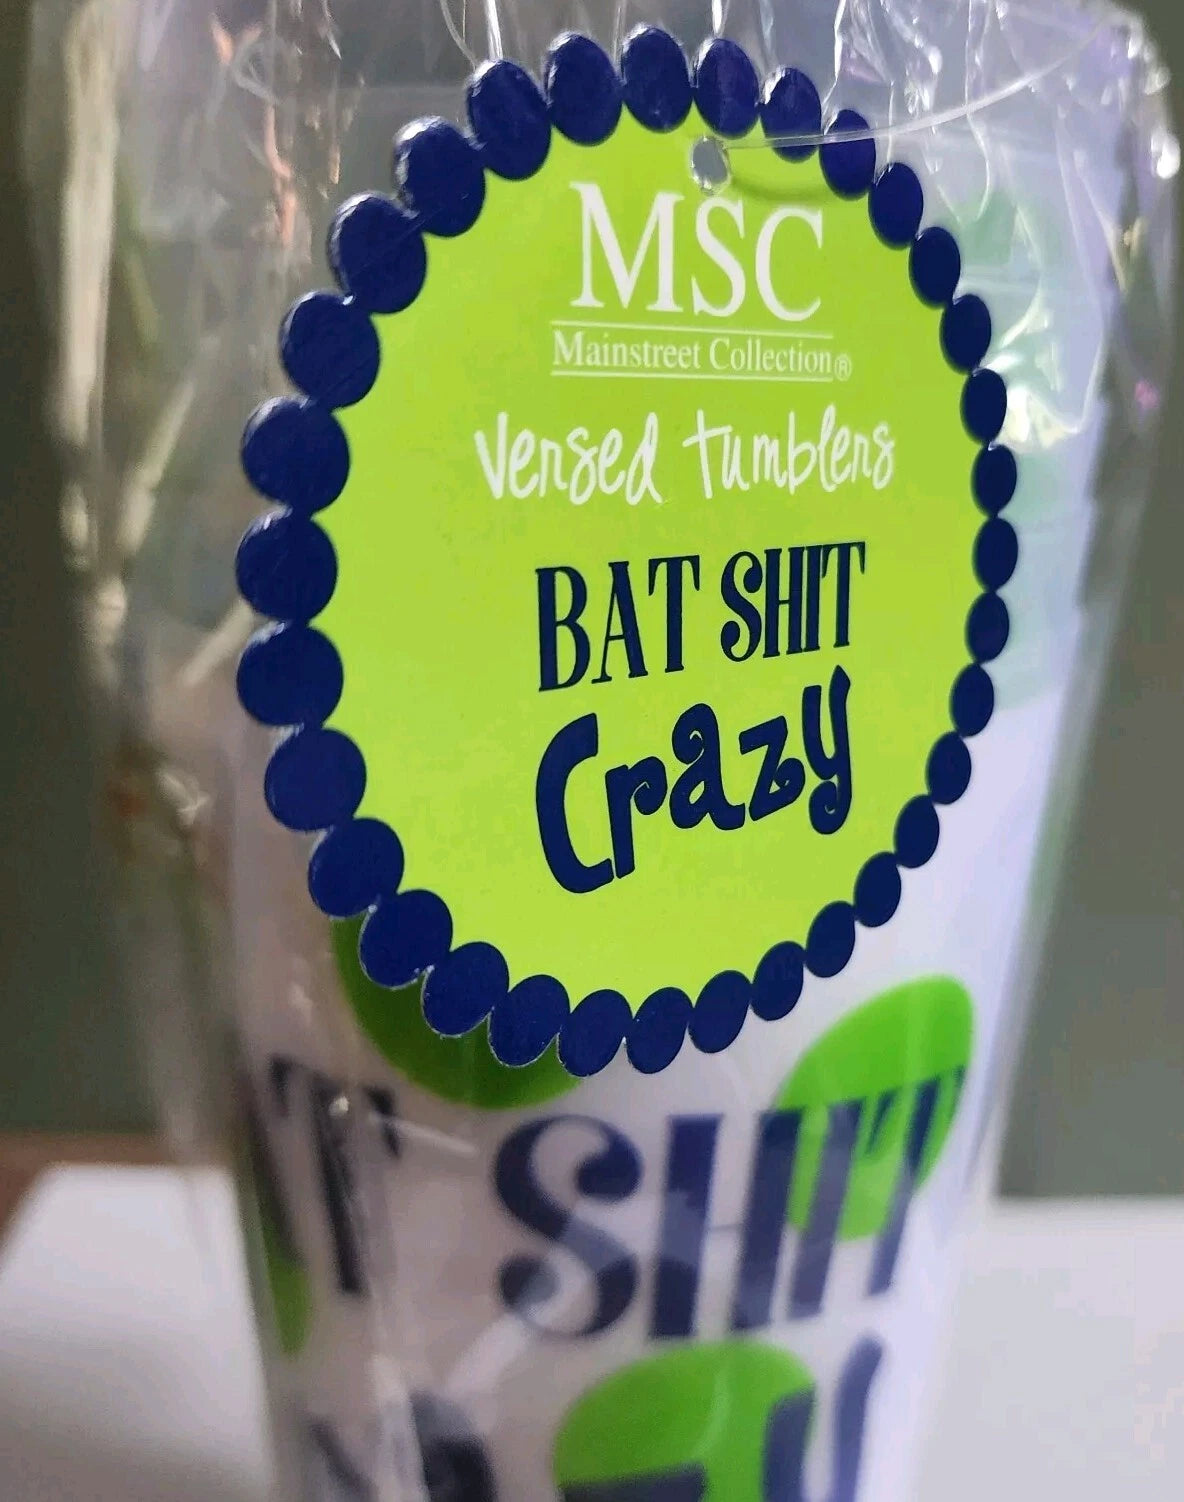 MSC
Mainstreet Collection®
versed tumblers
BAT SHIT
Crazy
T SHIT